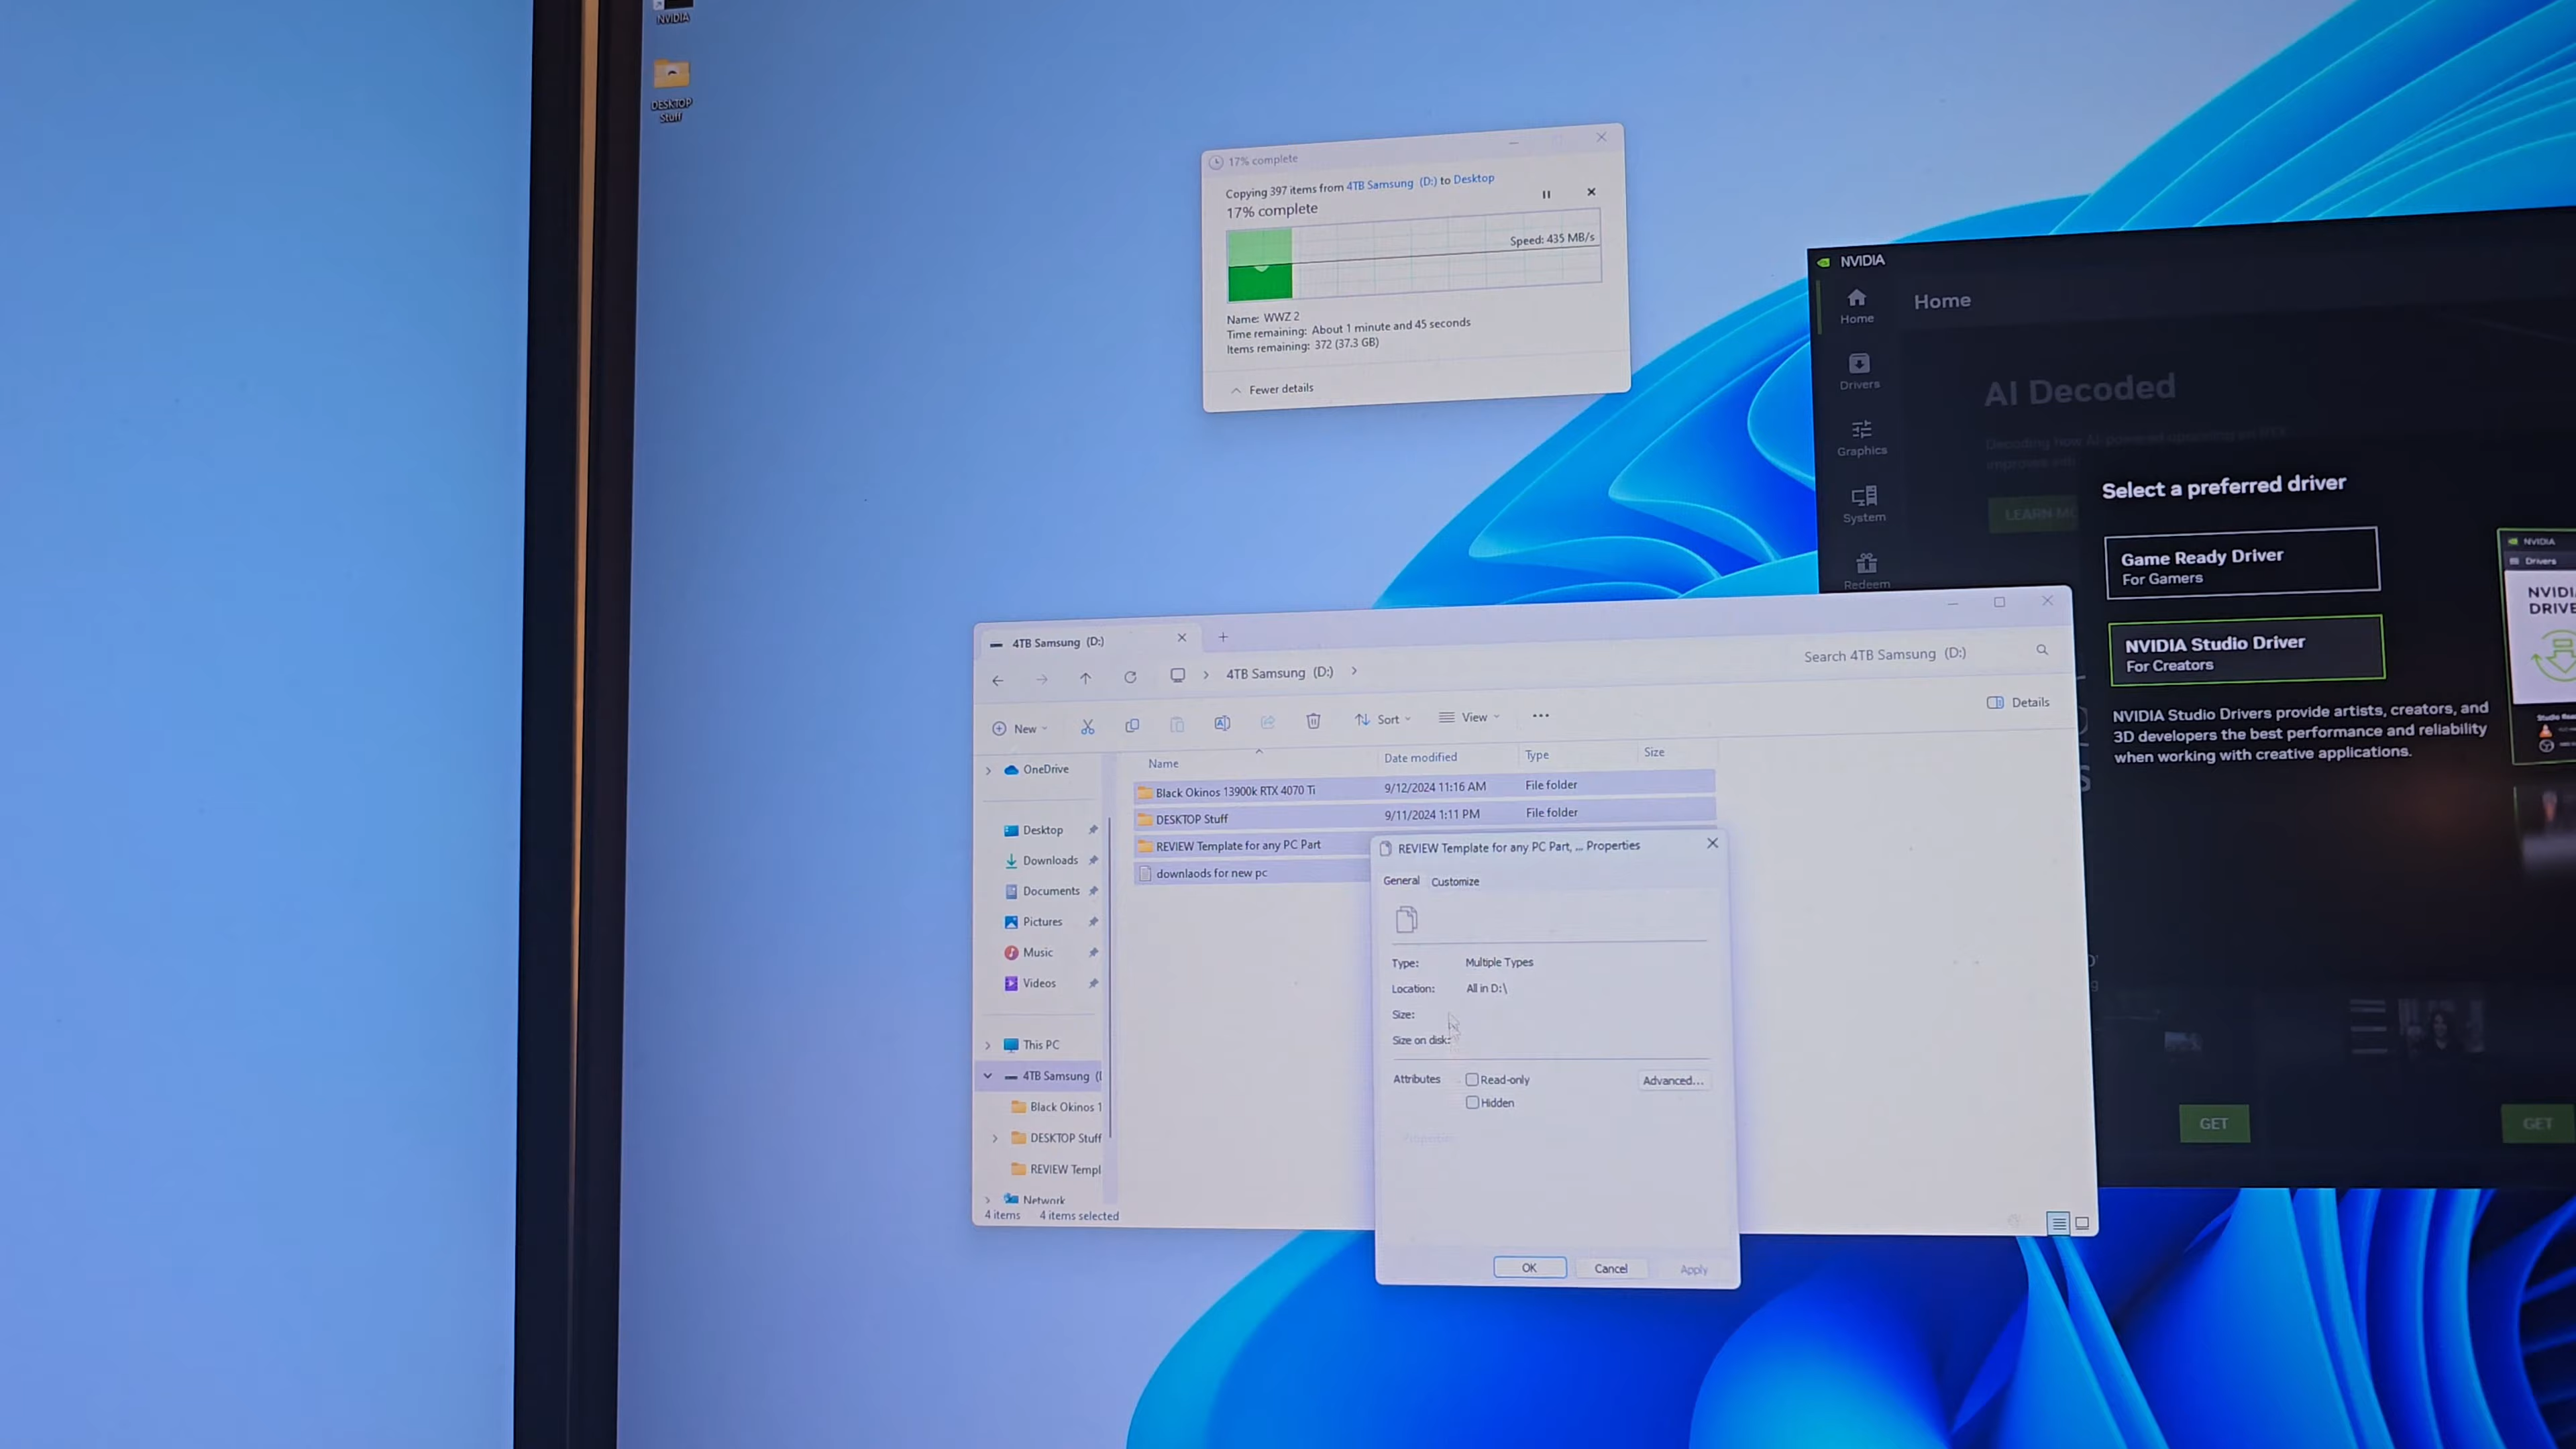 NVIDIA
DESKTOP
Stuff
17% complete
Copying 397 items from 4TB Samsung (D:) to Desktop
17% complete
Speed: 435 MB/s
Name: WWZ 2
Time remaining: About 1 minute and 45 seconds
Items remaining: 372 (37.3 GB)
Fewer details
NVIDIA
Home
Home
Drivers
Graphics
System
Redeem
AI Decoded
Select a preferred driver
Game Ready Driver
For Gamers
NVIDIA Studio Driver
For Creators
NVIDIA Studio Drivers provide artists, creators, and
3D developers the best performance and reliability
when working with creative applications.
NVIDIA
Drivers
GET
GET
4TB Samsung (D:)
4TB Samsung (D:)
Search 4TB Samsung (D:)
New
Sort
View
Details
Name Date modified Type Size
Black Okinos 13900k RTX 4070 Ti 9/12/2024 11:16 AM File folder
DESKTOP Stuff 9/11/2024 1:11 PM File folder
REVIEW Template for any PC Part
downlaods for new pc
OneDrive
Desktop
Downloads
Documents
Pictures
Music
Videos
This PC
4TB Samsung (
Black Okinos 1
DESKTOP Stuff
REVIEW Templ
Network
4 items 4 items selected
REVIEW Template for any PC Part, ... Properties
General Customize
Type: Multiple Types
Location: All in D:\
Size:
Size on disk:
Attributes Read-only Advanced...
Hidden
OK Cancel Apply